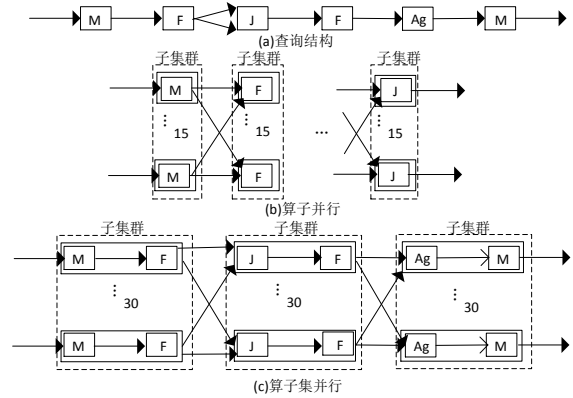 M F J F Ag M
(a)查询结构
子集群 子集群 子集群
M F J
⋮ 15 ⋮ 15 ... ⋮ 15
M F J
(b)算子并行
子集群 子集群 子集群
M F J F Ag M
⋮ 30 ⋮ 30 ⋮ 30
M F J F Ag M
(c)算子集并行